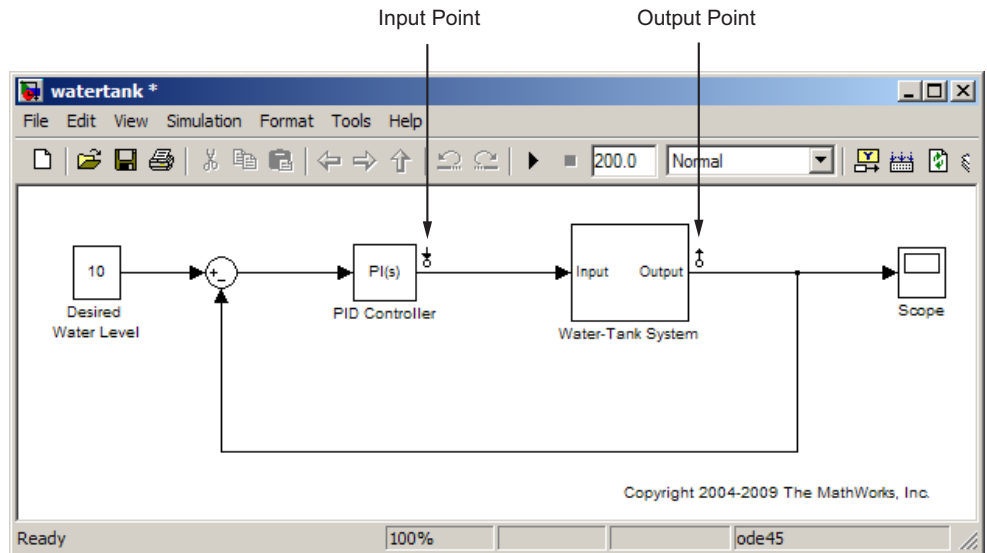 Input Point Output Point
watertank *
File Edit View Simulation Format Tools Help
200.0 Normal
10
+
-
PI(s)
Input Output
Desired
Water Level
PID Controller
Water-Tank System
Scope
Copyright 2004-2009 The MathWorks, Inc.
Ready 100% ode45